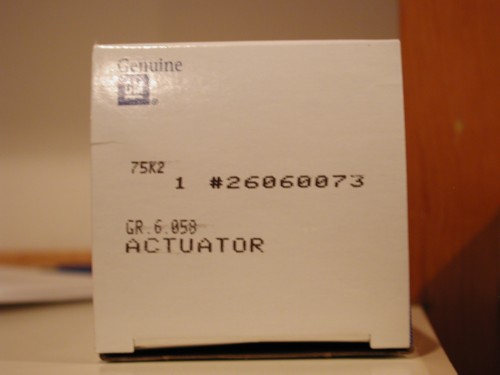 Genuine
GM
75K2
1 #26060073
GR.6.058
ACTUATOR